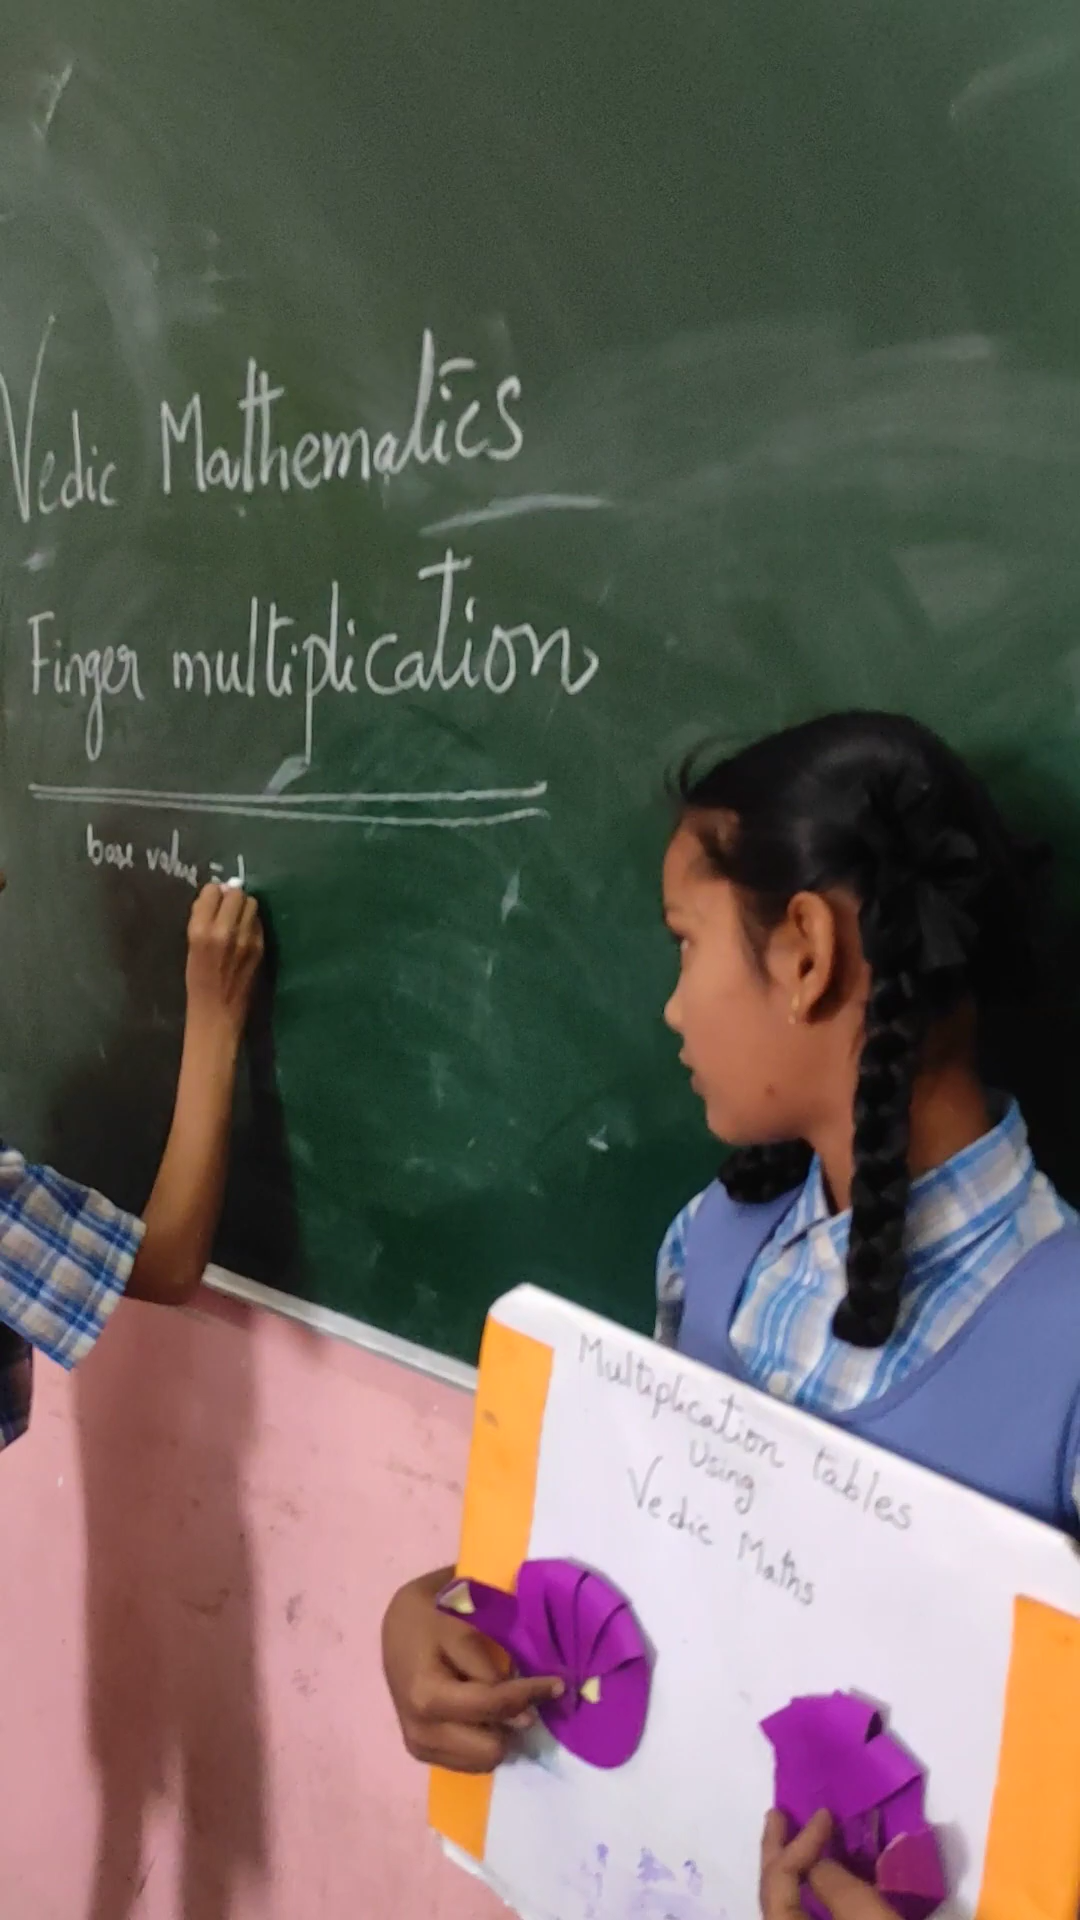 Vedic Mathematics
Finger multiplication
base value =
Multiplication tables
Using
Vedic Maths